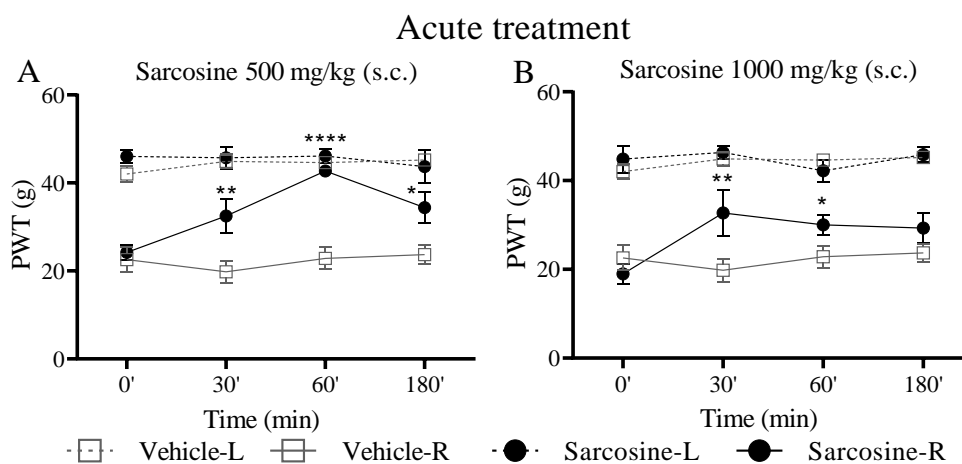 Acute treatment
A
Sarcosine 500 mg/kg (s.c.)
60
40
20
0
PWT (g)
**
****
*
0'
30'
60'
180'
Time (min)
B
Sarcosine 1000 mg/kg (s.c.)
60
40
20
0
PWT (g)
**
*
0'
30'
60'
180'
Time (min)
Vehicle-L Vehicle-R Sarcosine-L Sarcosine-R